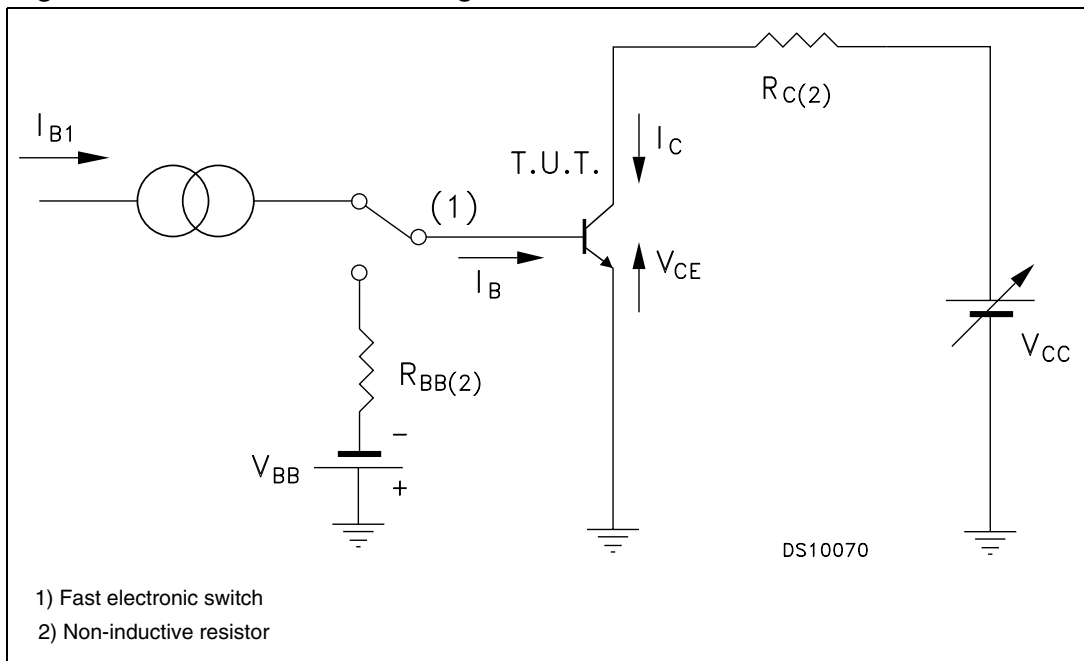 I_B1
R_C(2)
I_C
T.U.T.
(1)
I_B
V_CE
V_CC
R_BB(2)
−
V_BB
+
DS10070
1) Fast electronic switch
2) Non-inductive resistor